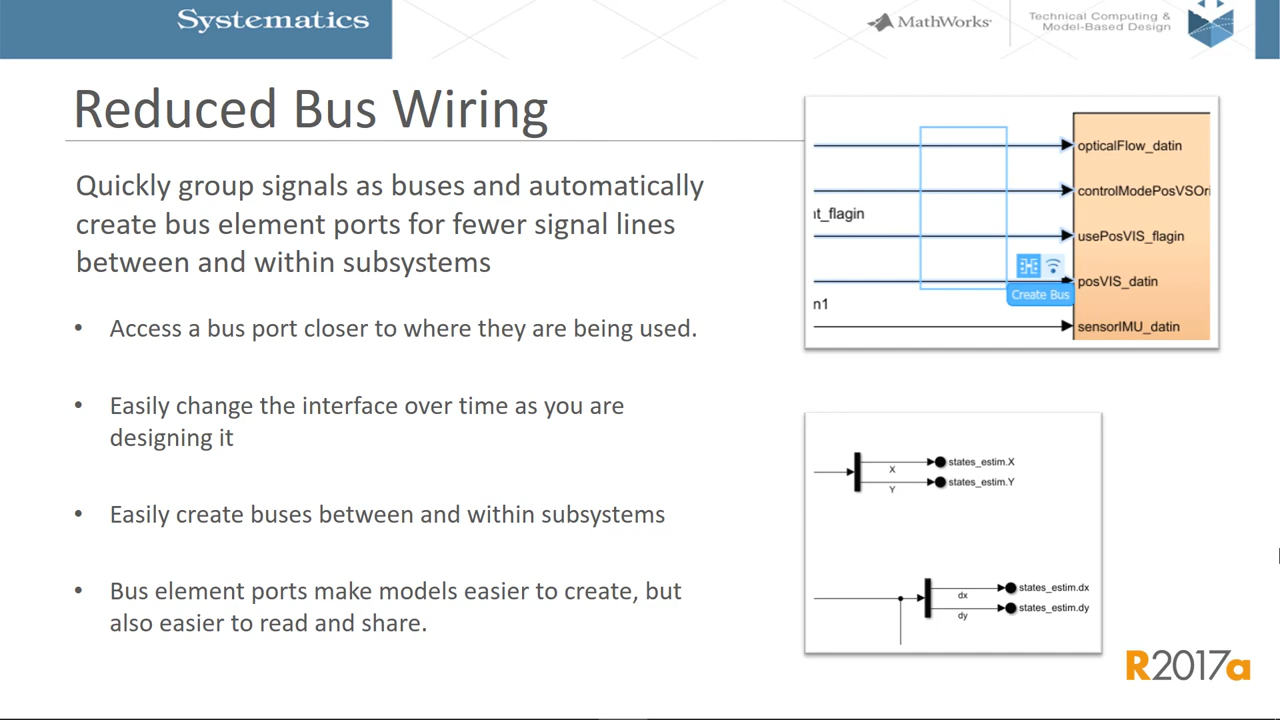 Systematics
MathWorks
Technical Computing &
Model-Based Design
Reduced Bus Wiring
Quickly group signals as buses and automatically
create bus element ports for fewer signal lines
between and within subsystems
• Access a bus port closer to where they are being used.
• Easily change the interface over time as you are
designing it
• Easily create buses between and within subsystems
• Bus element ports make models easier to create, but
also easier to read and share.
opticalFlow_datin
controlModePosVSOri
t_flagin
usePosVIS_flagin
posVIS_datin
Create Bus
n1
sensorIMU_datin
X
states_estim.X
Y
states_estim.Y
dx
states_estim.dx
dy
states_estim.dy
R2017a